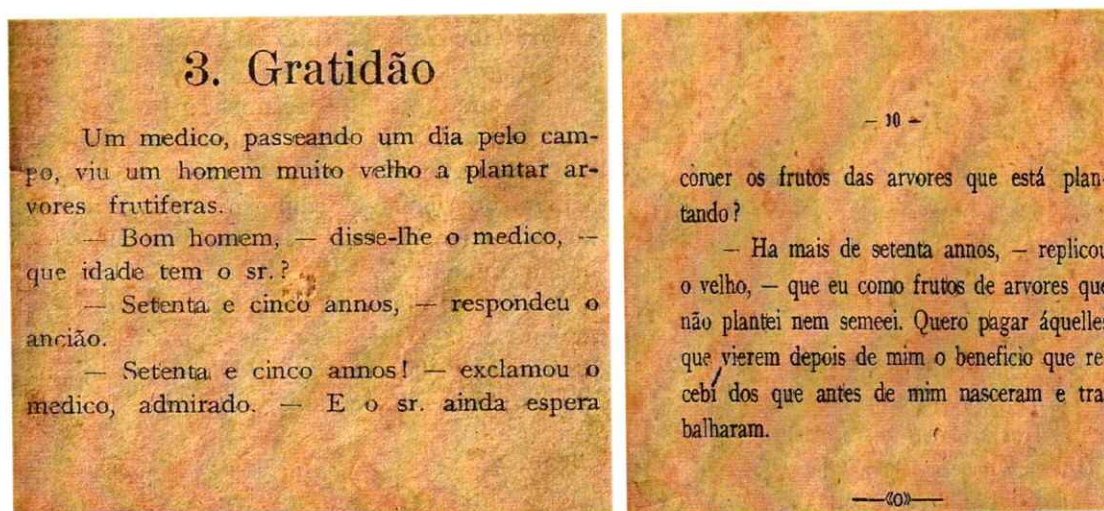 3. Gratidão
Um medico, passeando um dia pelo cam-
po, viu um homem muito velho a plantar ar-
vores frutiferas.
— Bom homem, — disse-lhe o medico, —
que idade tem o sr.?
— Setenta e cinco annos, — respondeu o
ancião.
— Setenta e cinco annos! — exclamou o
medico, admirado. — E o sr. ainda espera
— 10 —
comer os frutos das arvores que está plan-
tando?
— Ha mais de setenta annos, — replicou
o velho, — que eu como frutos de arvores que
não plantei nem semeei. Quero pagar áquelles
que vierem depois de mim o beneficio que re-
cebí dos que antes de mim nasceram e tra-
balharam.
—«o»—